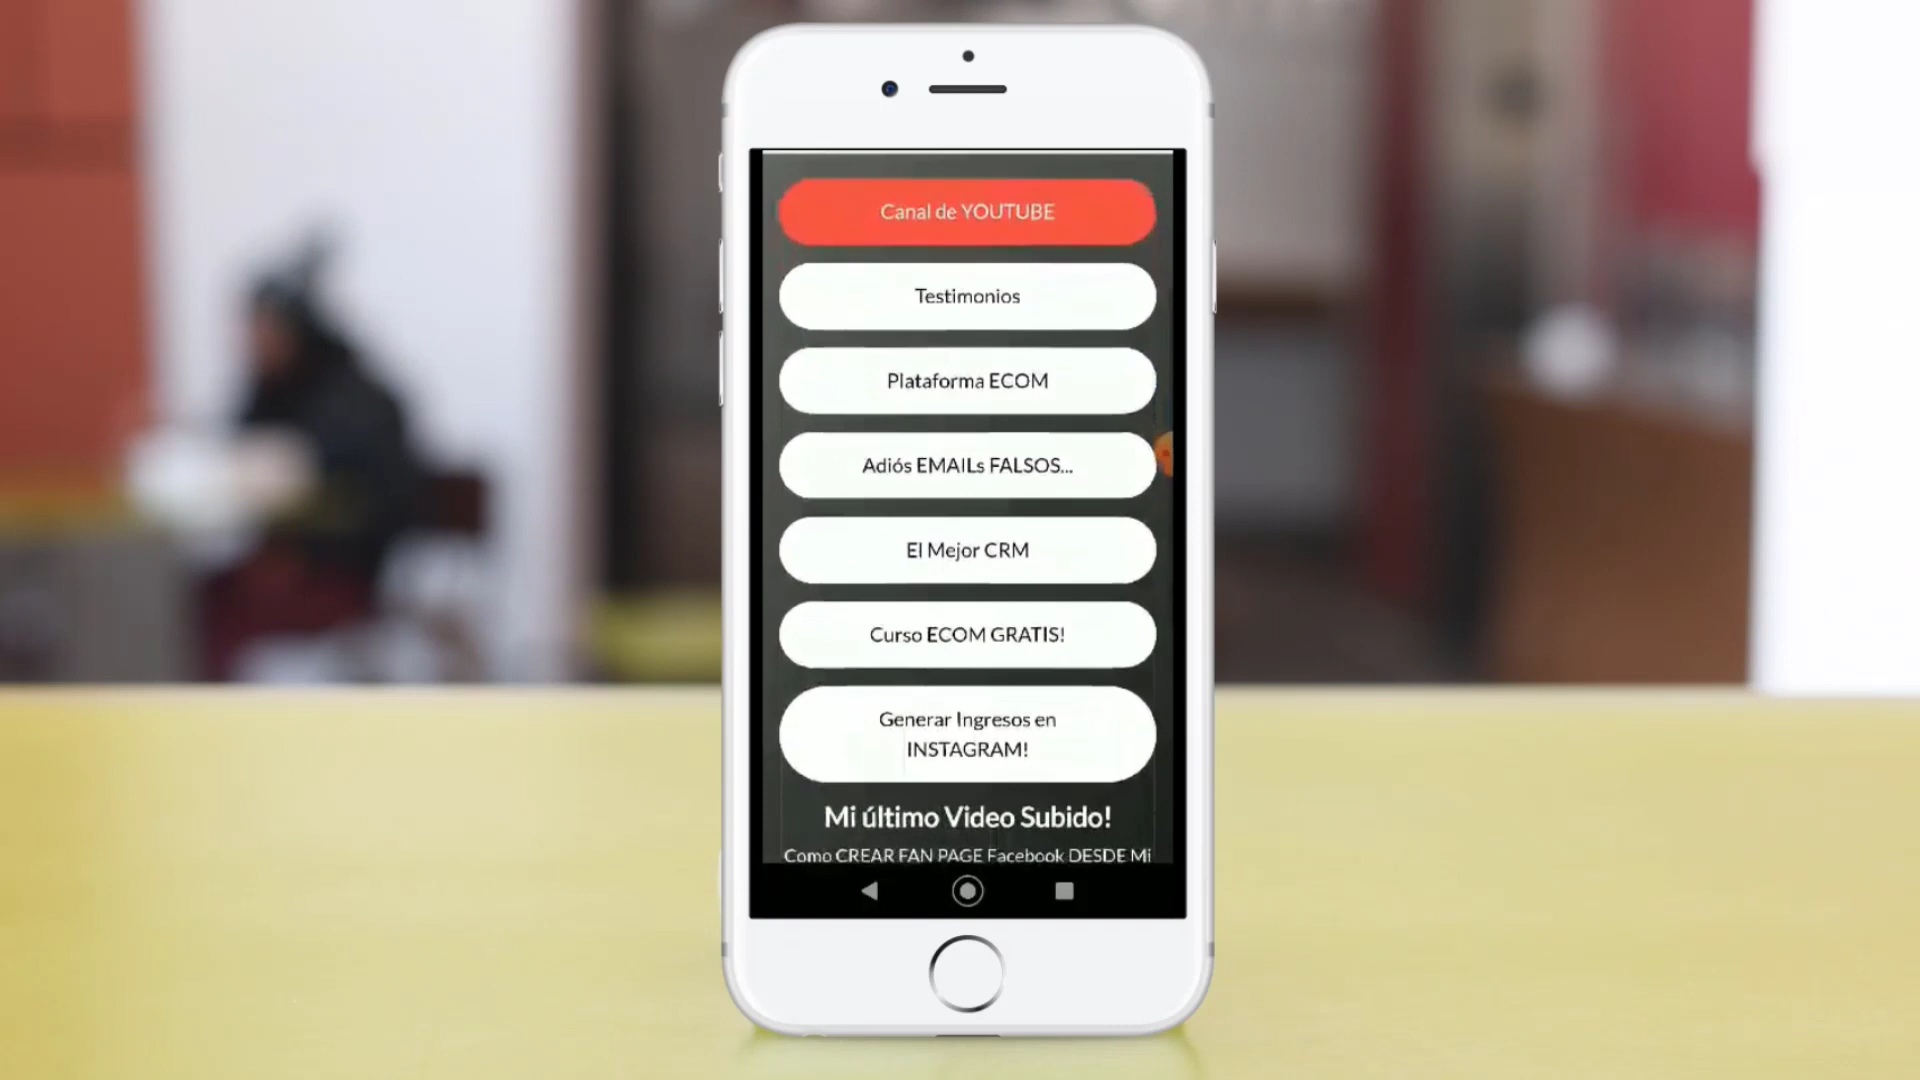 Canal de YOUTUBE
Testimonios
Plataforma ECOM
Adiós EMAILs FALSOS...
El Mejor CRM
Curso ECOM GRATIS!
Generar Ingresos en
INSTAGRAM!
Mi último Video Subido!
Como CREAR FAN PAGE Facebook DESDE Mi